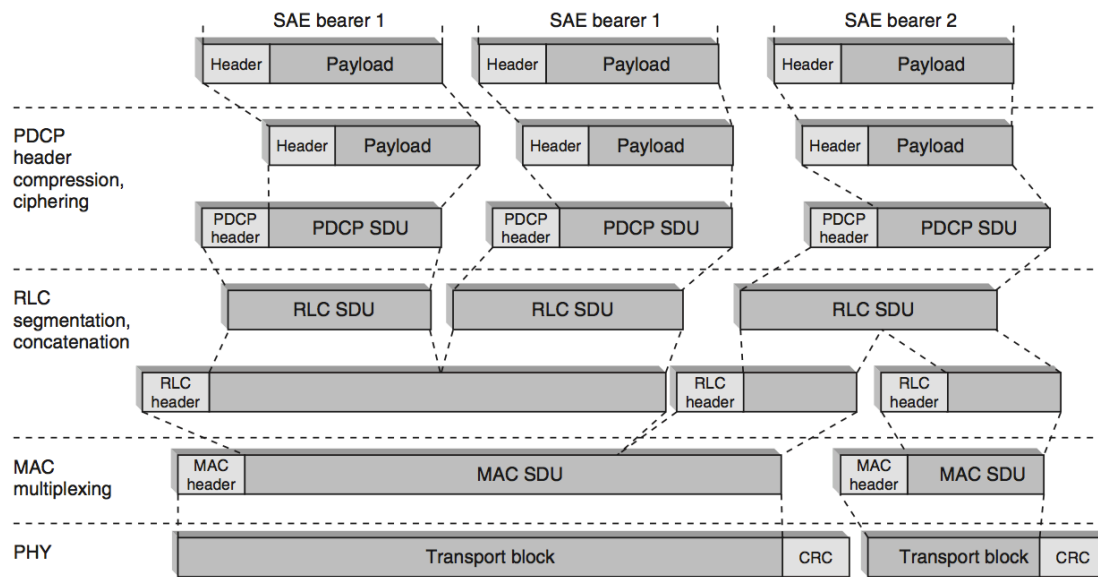 SAE bearer 1 SAE bearer 1 SAE bearer 2
Header Payload Header Payload Header Payload
PDCP
header
compression,
ciphering
Header Payload Header Payload Header Payload
PDCP
header
PDCP SDU
PDCP
header
PDCP SDU
PDCP
header
PDCP SDU
RLC
segmentation,
concatenation
RLC SDU RLC SDU RLC SDU
RLC
header
RLC
header
RLC
header
MAC
multiplexing
MAC
header
MAC SDU
MAC
header
MAC SDU
PHY
Transport block CRC Transport block CRC